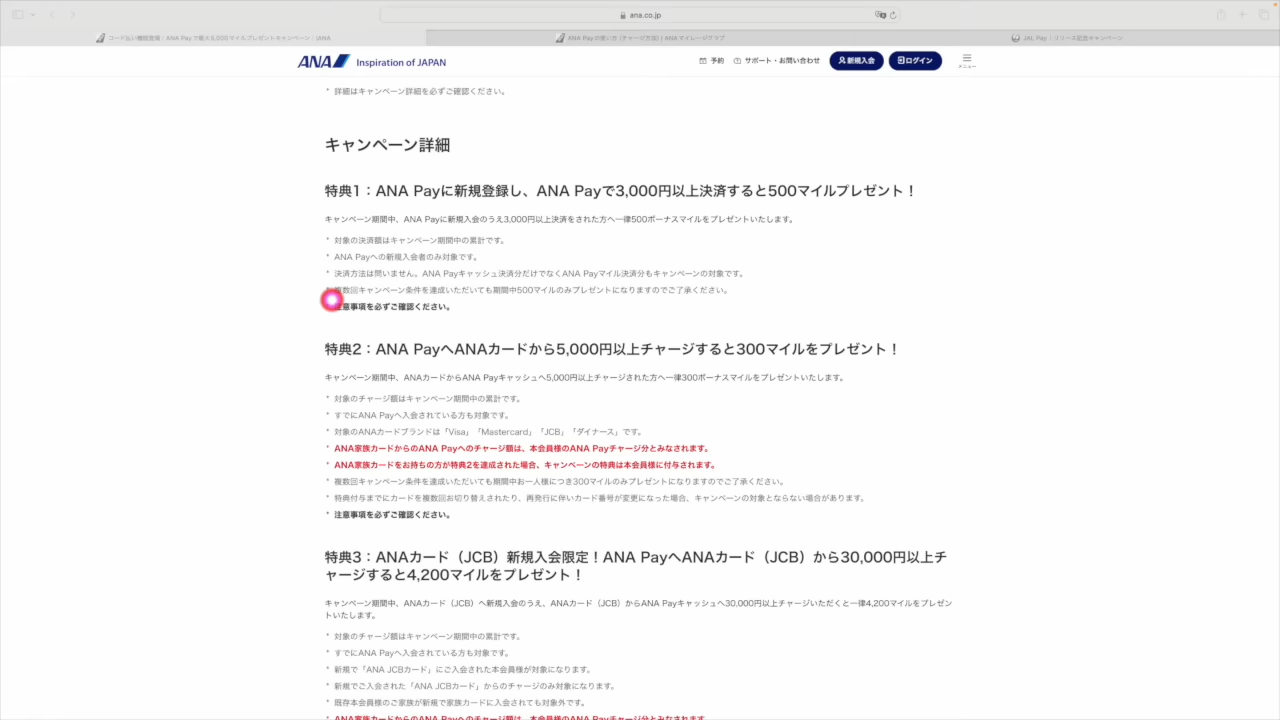 ana.co.jp
コード払い機能登場！ANA Pay で最大5,000マイルプレゼントキャンペーン｜ANA
ANA Payの使い方 (チャージ方法) | ANAマイレージクラブ
JAL Pay｜リリース記念キャンペーン
ANA Inspiration of JAPAN
予約
サポート・お問い合わせ
新規入会
ログイン
メニュー
* 詳細はキャンペーン詳細を必ずご確認ください。
キャンペーン詳細
特典1：ANA Payに新規登録し、ANA Payで3,000円以上決済すると500マイルプレゼント！
キャンペーン期間中、ANA Payに新規入会のうえ3,000円以上決済をされた方へ一律500ボーナスマイルをプレゼントいたします。
* 対象の決済額はキャンペーン期間中の累計です。
* ANA Payへの新規入会者のみ対象です。
* 決済方法は問いません。ANA Payキャッシュ決済分だけでなくANA Payマイル決済分もキャンペーンの対象です。
* 複数回キャンペーン条件を達成いただいても期間中500マイルのみプレゼントになりますのでご了承ください。
注意事項を必ずご確認ください。
特典2：ANA PayへANAカードから5,000円以上チャージすると300マイルをプレゼント！
キャンペーン期間中、ANAカードからANA Payキャッシュへ5,000円以上チャージされた方へ一律300ボーナスマイルをプレゼントいたします。
* 対象のチャージ額はキャンペーン期間中の累計です。
* すでにANA Payへ入会されている方も対象です。
* 対象のANAカードブランドは「Visa」「Mastercard」「JCB」「ダイナース」です。
* ANA家族カードからのANA Payへのチャージ額は、本会員様のANA Payチャージ分とみなされます。
* ANA家族カードをお持ちの方が特典2を達成された場合、キャンペーンの特典は本会員様に付与されます。
* 複数回キャンペーン条件を達成いただいても期間中お一人様につき300マイルのみプレゼントになりますのでご了承ください。
* 特典付与までにカードを複数回お切り替えされたり、再発行に伴いカード番号が変更になった場合、キャンペーンの対象とならない場合があります。
* 注意事項を必ずご確認ください。
特典3：ANAカード（JCB）新規入会限定！ANA PayへANAカード（JCB）から30,000円以上チ
ャージすると4,200マイルをプレゼント！
キャンペーン期間中、ANAカード（JCB）へ新規入会のうえ、ANAカード（JCB）からANA Payキャッシュへ30,000円以上チャージいただくと一律4,200マイルをプレゼン
トいたします。
* 対象のチャージ額はキャンペーン期間中の累計です。
* すでにANA Payへ入会されている方も対象です。
* 新規で「ANA JCBカード」にご入会された本会員様が対象になります。
* 新規でご入会された「ANA JCBカード」からのチャージのみ対象になります。
* 既存本会員様のご家族が新規で家族カードに入会されても対象外です。
* ANA家族カードからのANA Payへのチャージ額は、本会員様のANA Payチャージ分とみなされます。